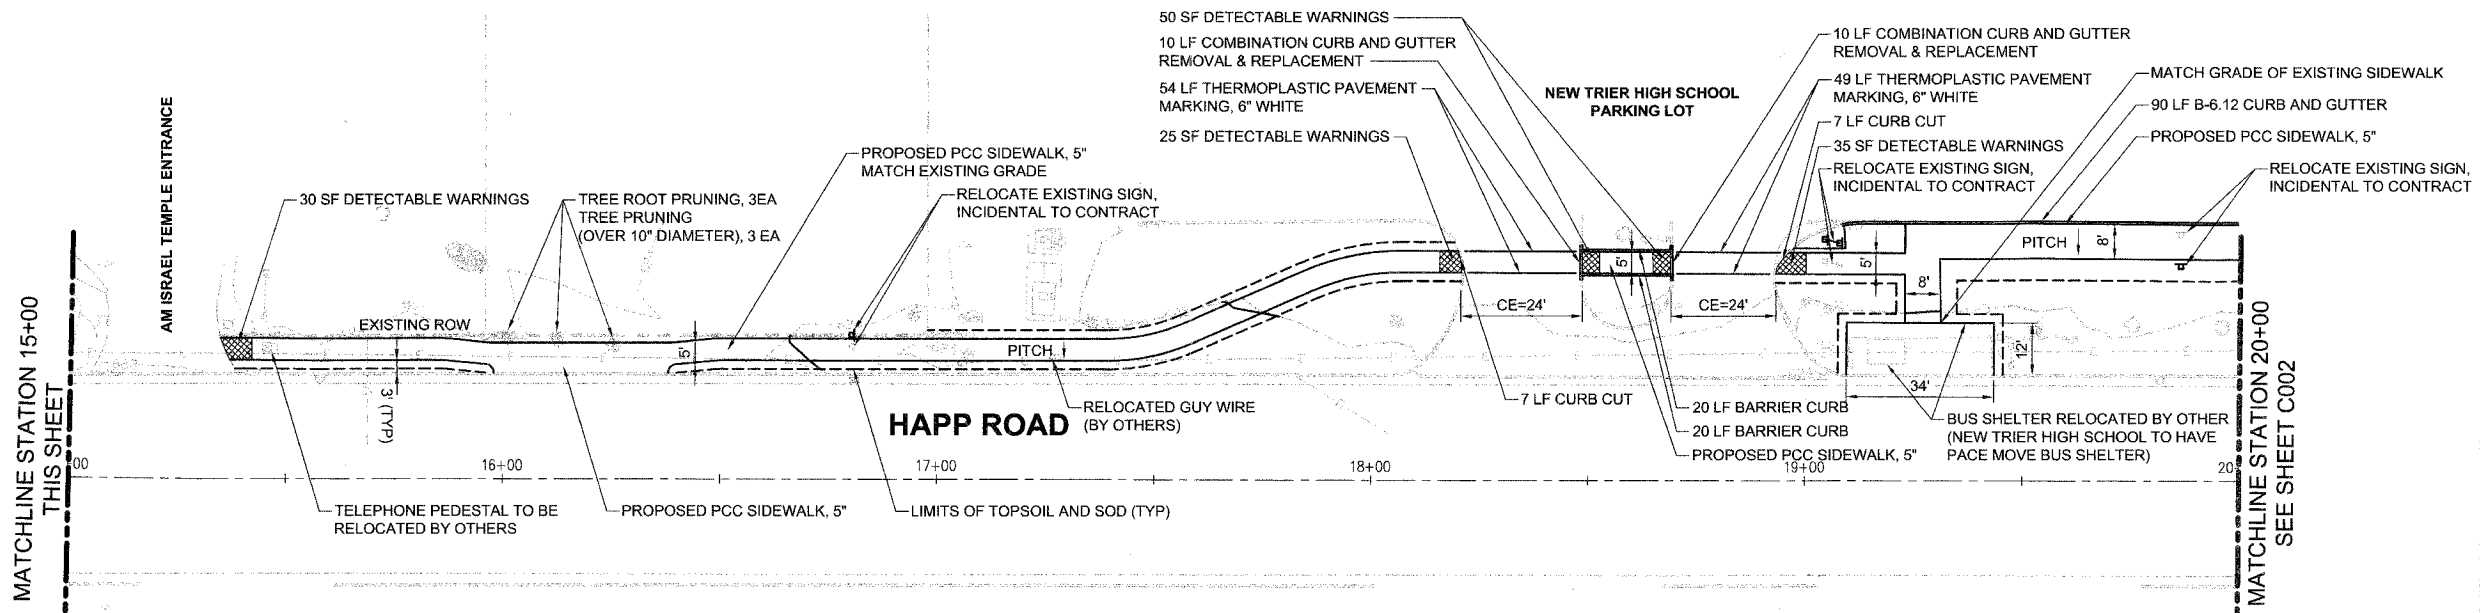 50 SF DETECTABLE WARNINGS
10 LF COMBINATION CURB AND GUTTER
REMOVAL & REPLACEMENT
54 LF THERMOPLASTIC PAVEMENT
MARKING, 6" WHITE
25 SF DETECTABLE WARNINGS
NEW TRIER HIGH SCHOOL
PARKING LOT
10 LF COMBINATION CURB AND GUTTER
REMOVAL & REPLACEMENT
49 LF THERMOPLASTIC PAVEMENT
MARKING, 6" WHITE
7 LF CURB CUT
35 SF DETECTABLE WARNINGS
RELOCATE EXISTING SIGN,
INCIDENTAL TO CONTRACT
MATCH GRADE OF EXISTING SIDEWALK
90 LF B-6.12 CURB AND GUTTER
PROPOSED PCC SIDEWALK, 5"
RELOCATE EXISTING SIGN,
INCIDENTAL TO CONTRACT
AM ISRAEL TEMPLE ENTRANCE
30 SF DETECTABLE WARNINGS
TREE ROOT PRUNING, 3EA
TREE PRUNING
(OVER 10" DIAMETER), 3 EA
PROPOSED PCC SIDEWALK, 5"
MATCH EXISTING GRADE
RELOCATE EXISTING SIGN,
INCIDENTAL TO CONTRACT
MATCHLINE STATION 15+00
THIS SHEET
EXISTING ROW
3' (TYP)
5'
PITCH
CE=24'
5'
CE=24'
5'
PITCH
8'
8'
12'
34'
HAPP ROAD
RELOCATED GUY WIRE
(BY OTHERS)
7 LF CURB CUT
20 LF BARRIER CURB
20 LF BARRIER CURB
PROPOSED PCC SIDEWALK, 5"
BUS SHELTER RELOCATED BY OTHER
(NEW TRIER HIGH SCHOOL TO HAVE
PACE MOVE BUS SHELTER)
00
16+00
17+00
18+00
19+00
20
TELEPHONE PEDESTAL TO BE
RELOCATED BY OTHERS
PROPOSED PCC SIDEWALK, 5"
LIMITS OF TOPSOIL AND SOD (TYP)
MATCHLINE STATION 20+00
SEE SHEET C002